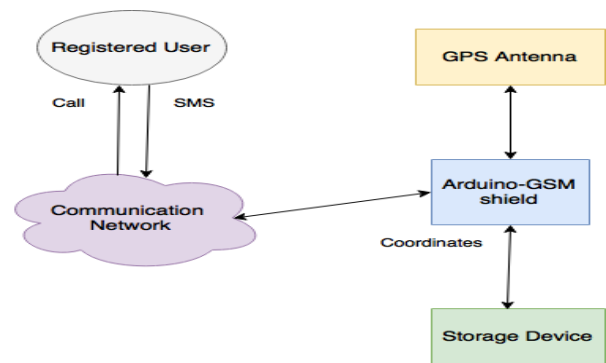 Registered User
GPS Antenna
Call
SMS
Arduino-GSM
shield
Communication
Network
Coordinates
Storage Device